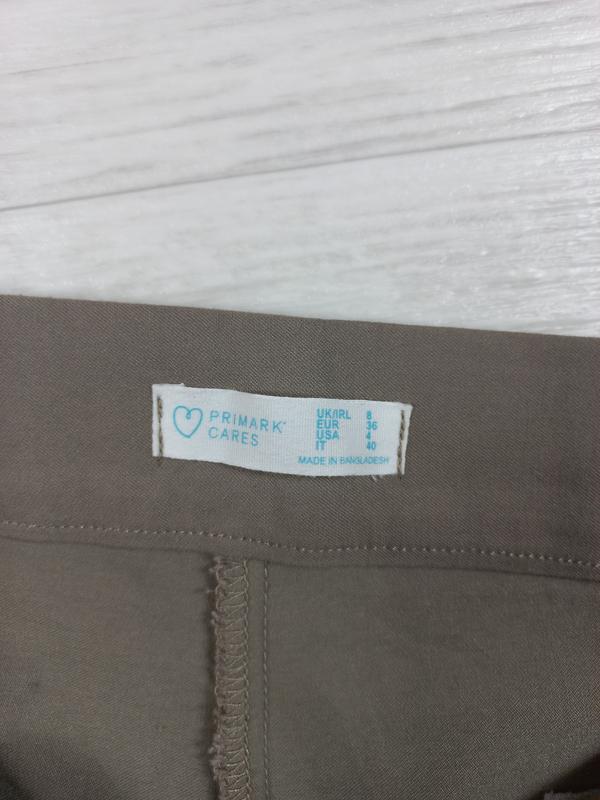 PRIMARK®
CARES
UK/IRL 8
EUR 36
USA 4
IT 40
MADE IN BANGLADESH